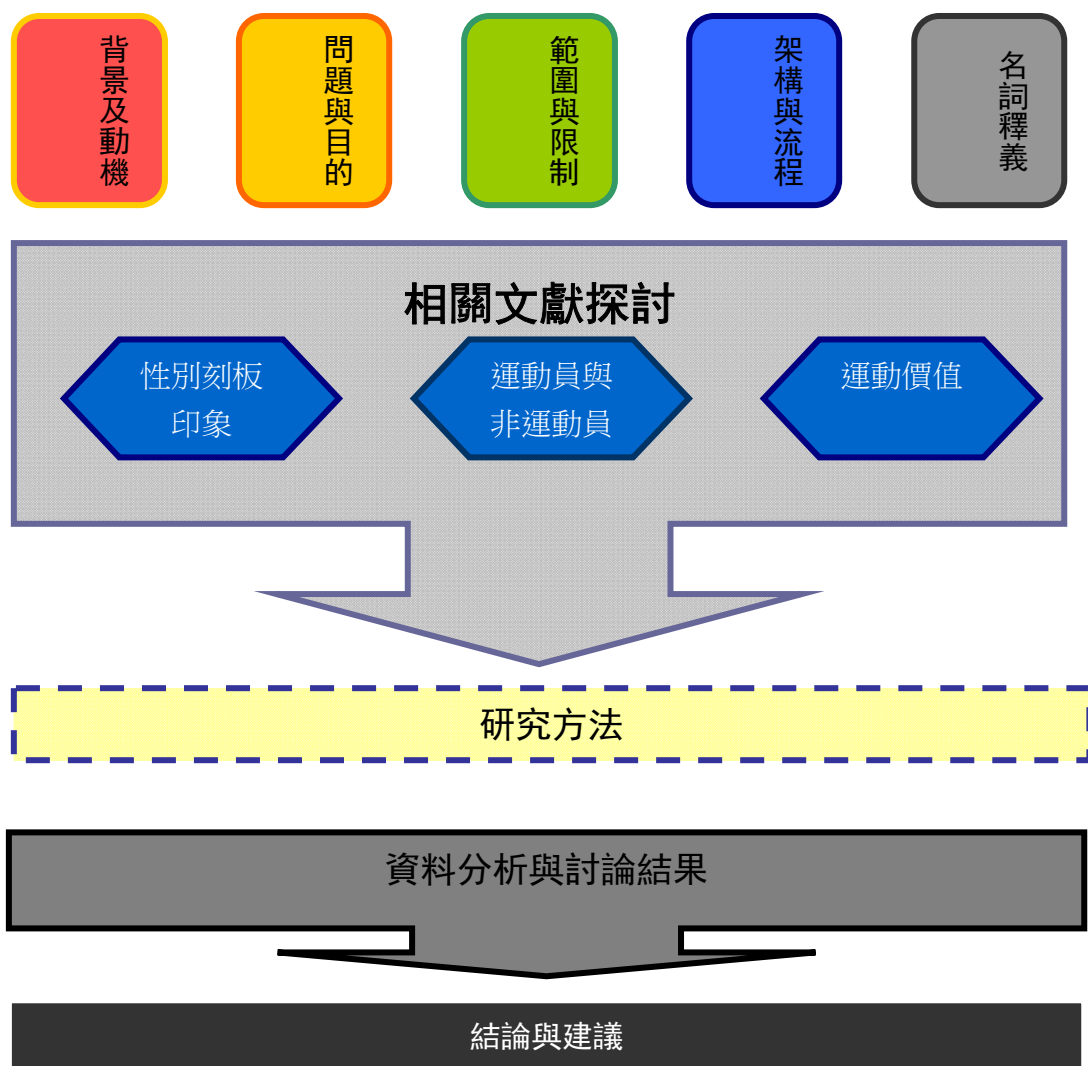 背景及動機
問題與目的
範圍與限制
架構與流程
名詞釋義
相關文獻探討
性別刻板
印象
運動員與
非運動員
運動價值
研究方法
資料分析與討論結果
結論與建議